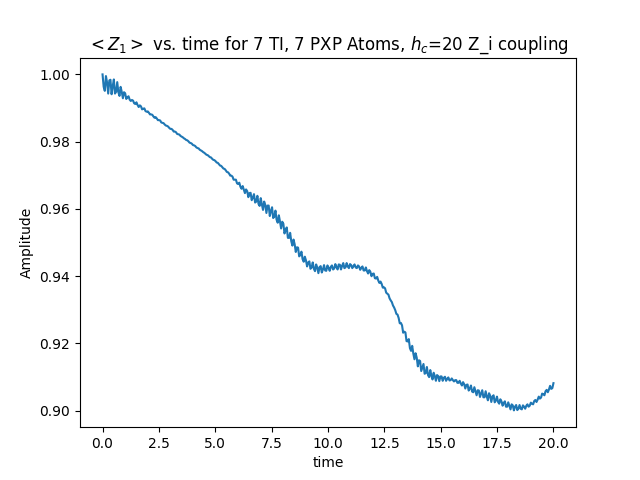 < Z₁ > vs. time for 7 TI, 7 PXP Atoms, h_c=20 Z_i coupling
1.00
0.98
0.96
0.94
0.92
0.90
Amplitude
0.0 2.5 5.0 7.5 10.0 12.5 15.0 17.5 20.0
time